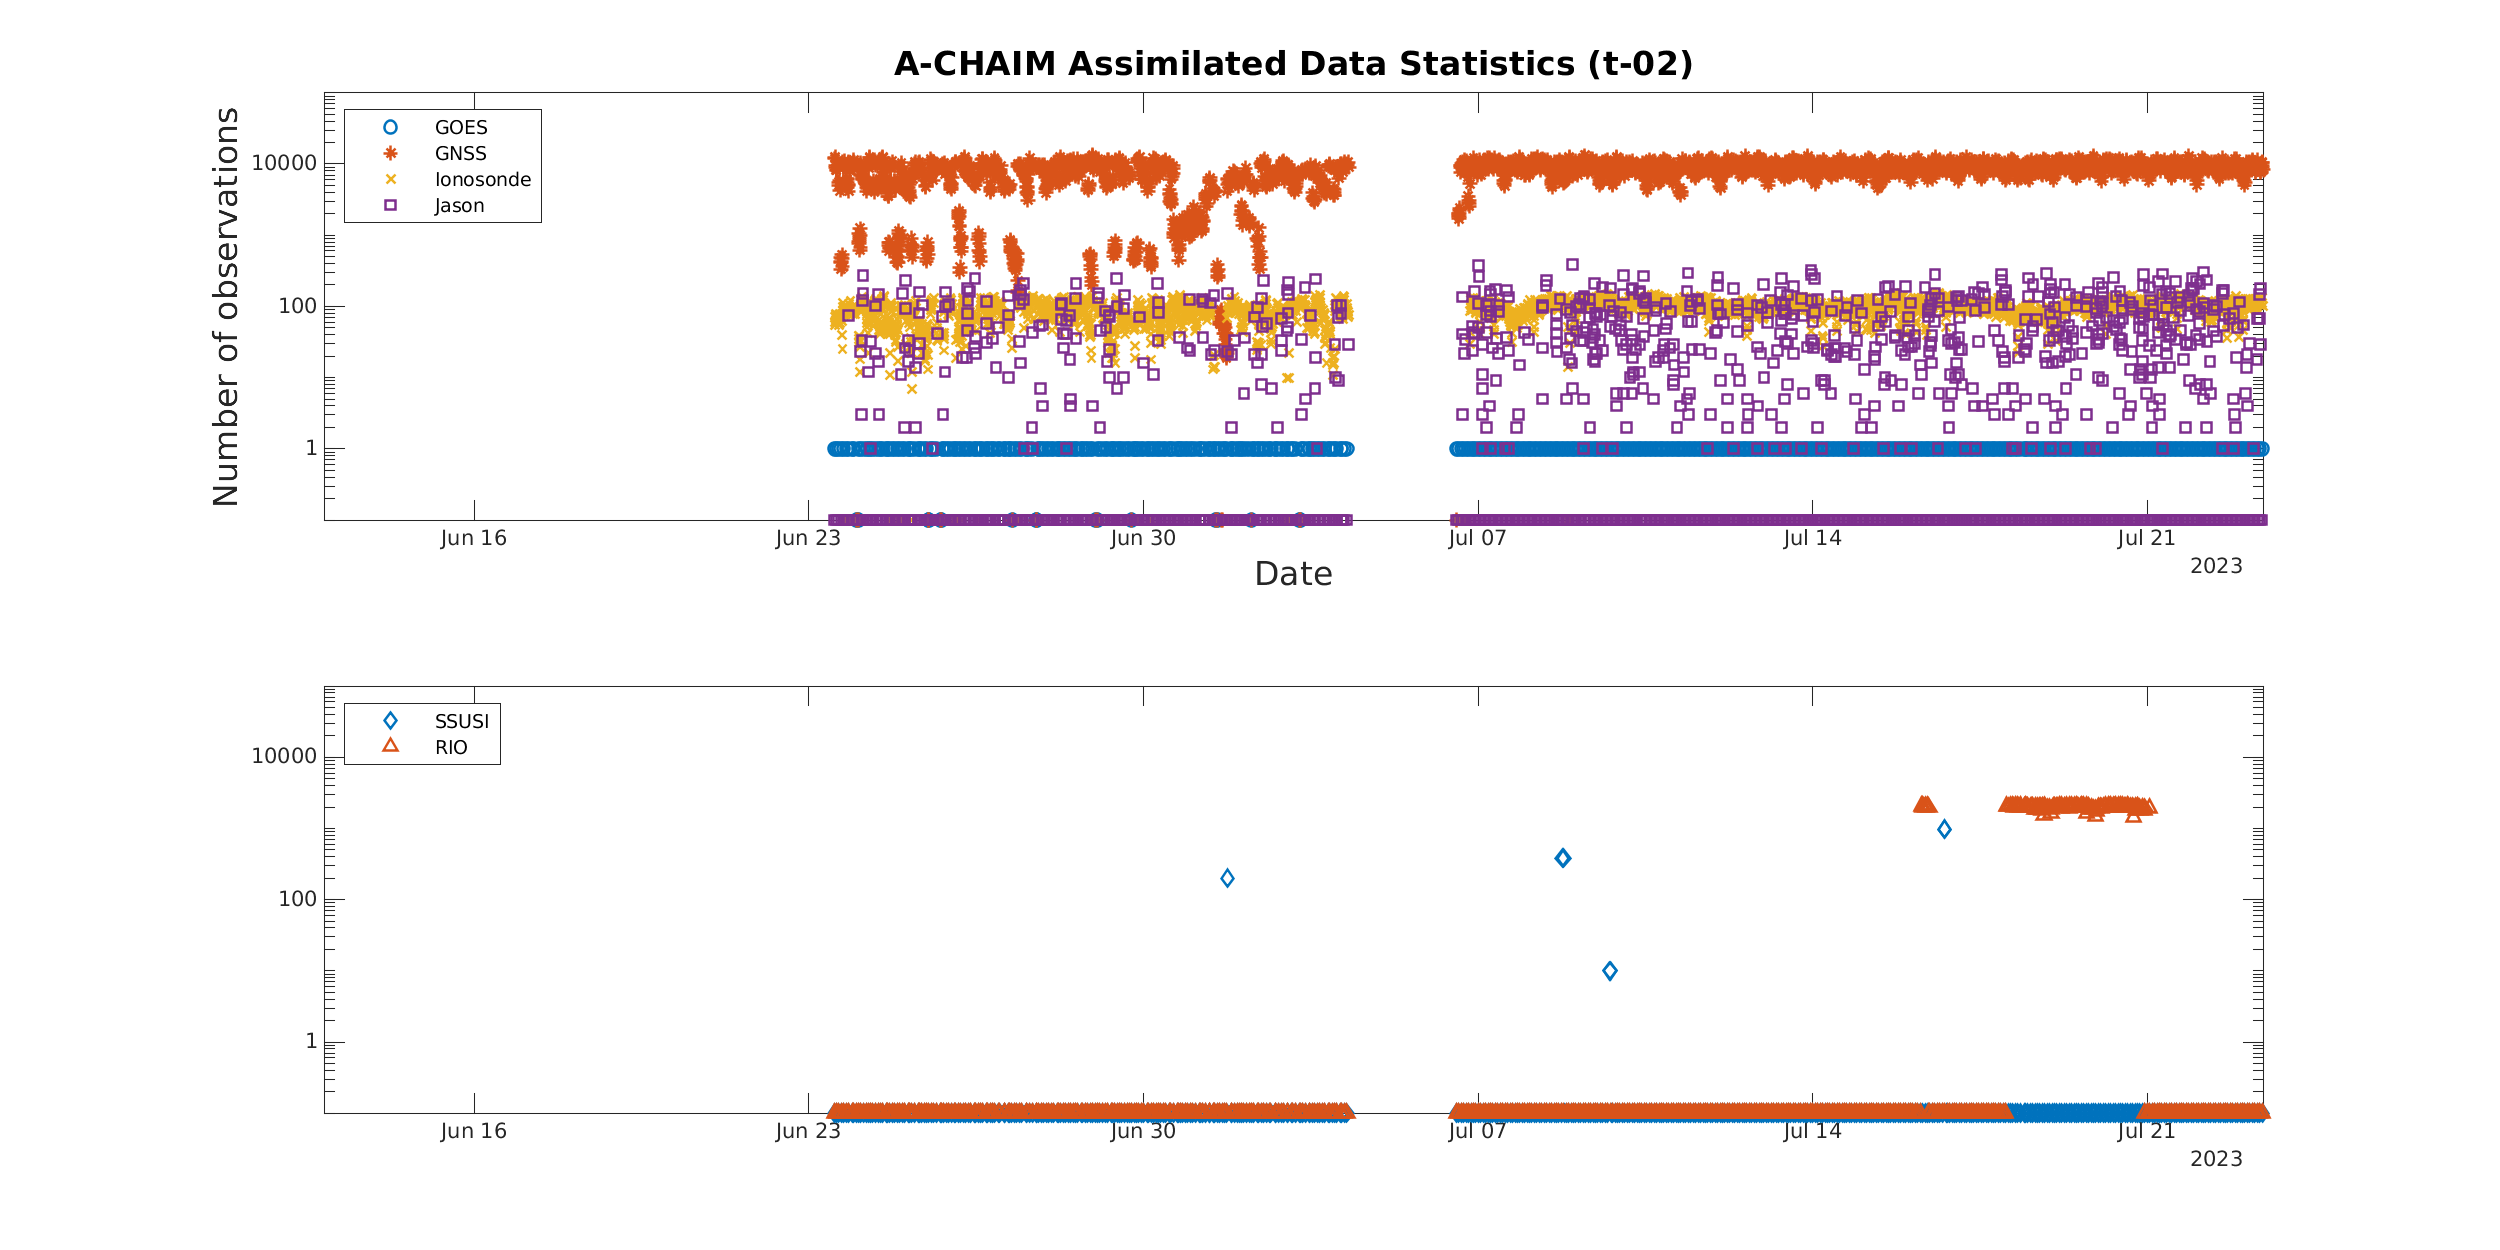 A-CHAIM Assimilated Data Statistics (t-02)
GOES
GNSS
Ionosonde
Jason
Number of observations
10000
100
1
Jun 16
Jun 23
Jun 30
Jul 07
Jul 14
Jul 21
2023
Date
SSUSI
RIO
10000
100
1
Jun 16
Jun 23
Jun 30
Jul 07
Jul 14
Jul 21
2023